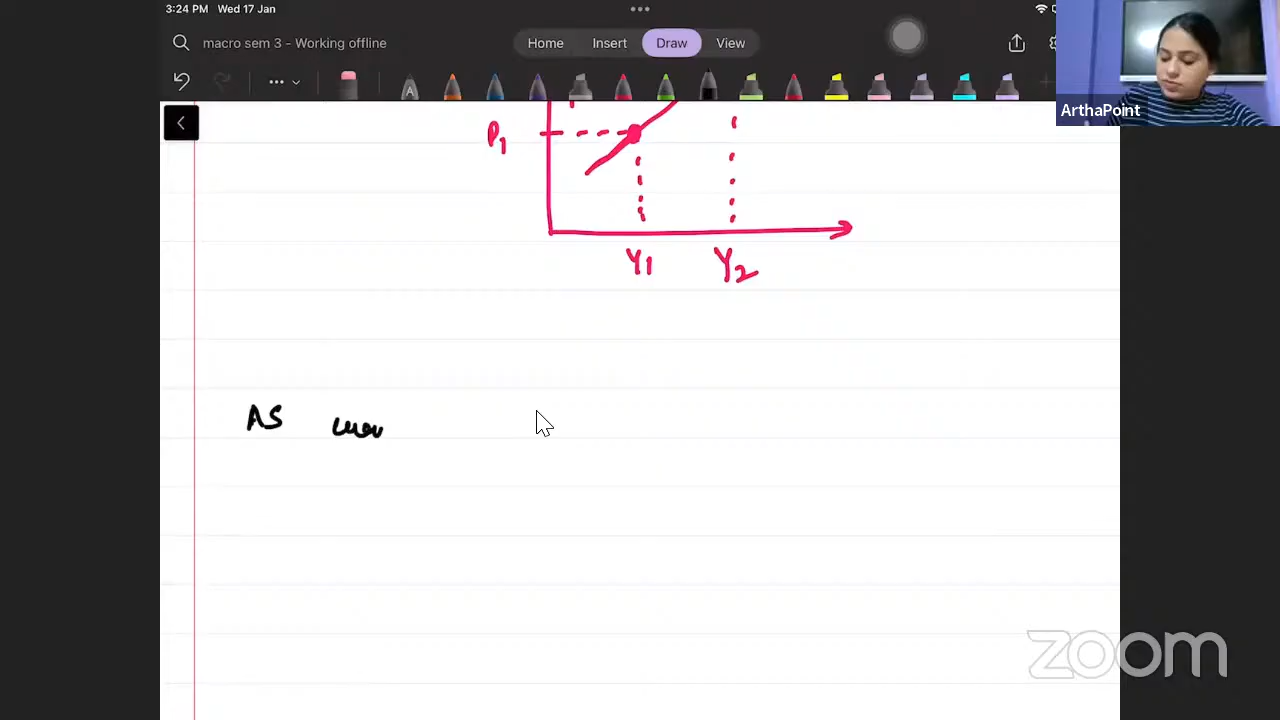 3:24 PM Wed 17 Jan
macro sem 3 - Working offline
Home Insert Draw View
A
ArthaPoint
P1
Y1 Y2
AS
zoom